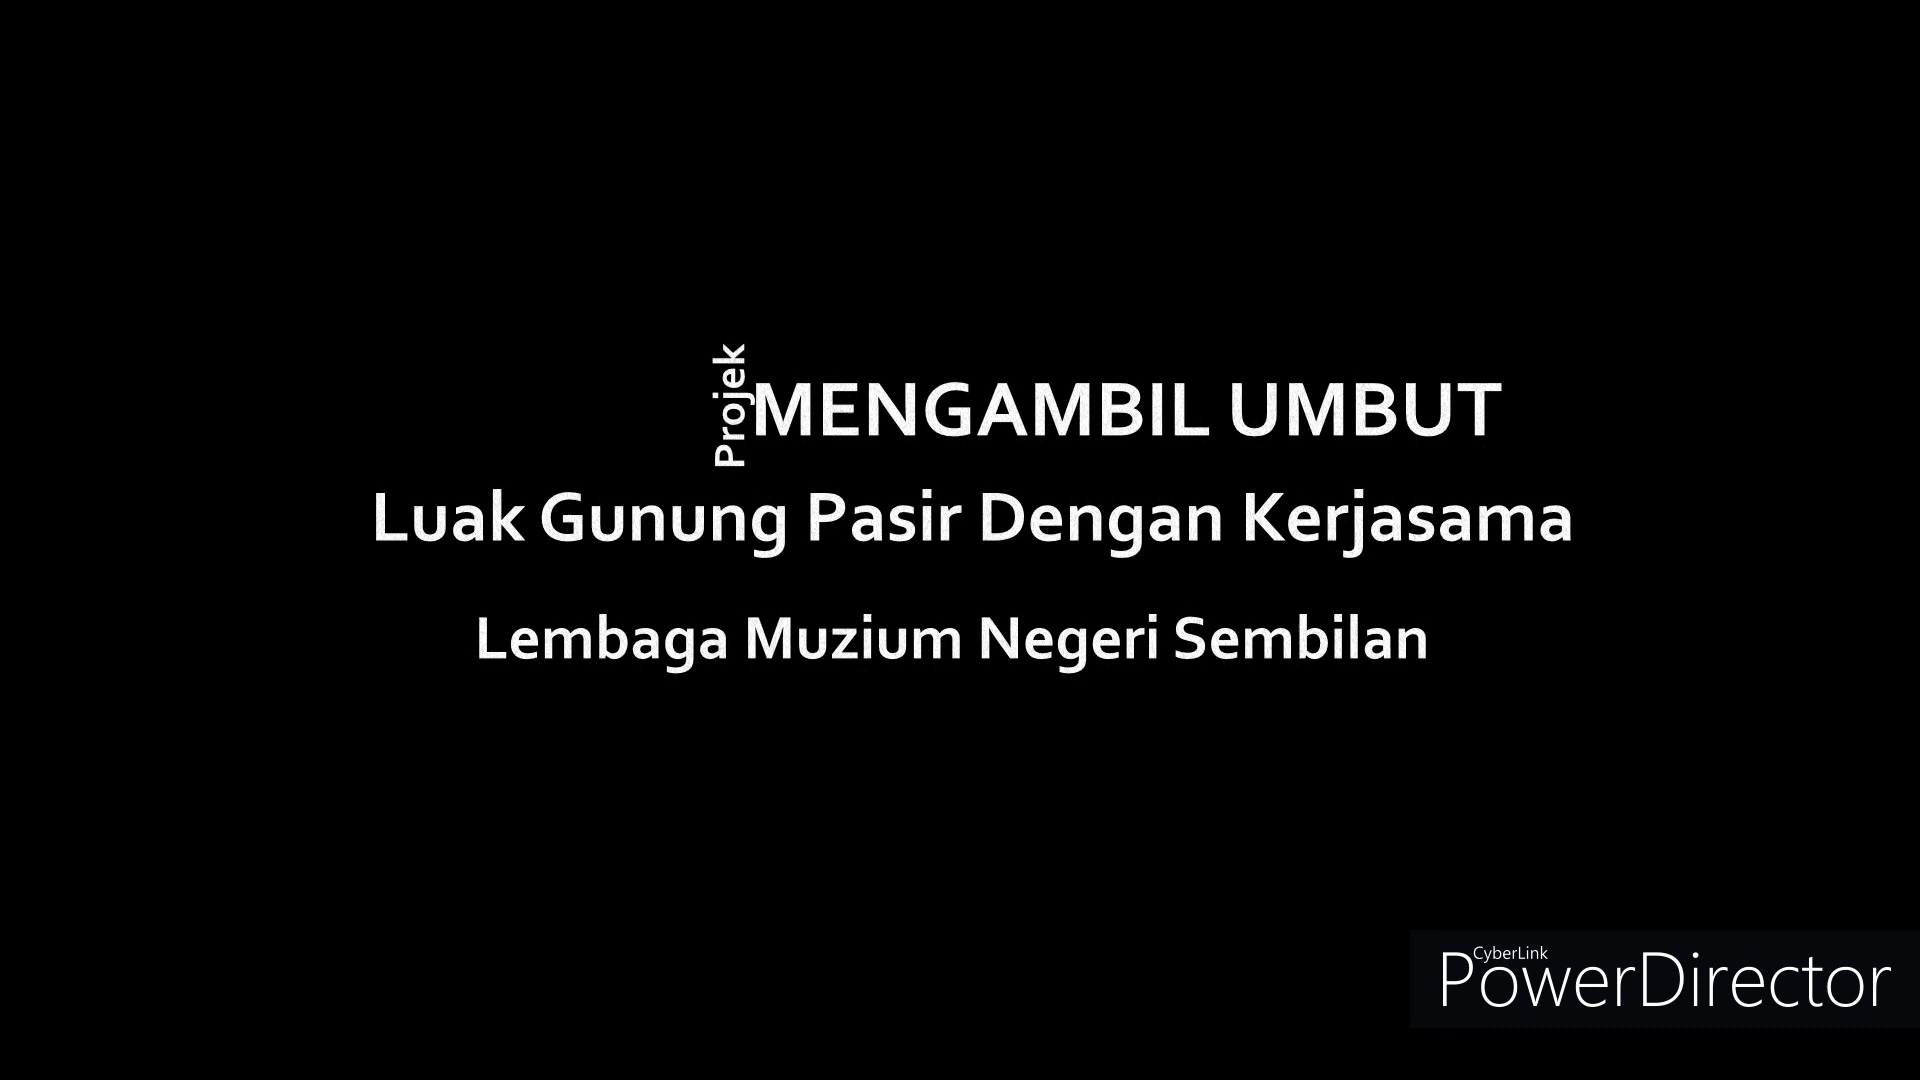 Projek
MENGAMBIL UMBUT
Luak Gunung Pasir Dengan Kerjasama
Lembaga Muzium Negeri Sembilan
CyberLink
PowerDirector